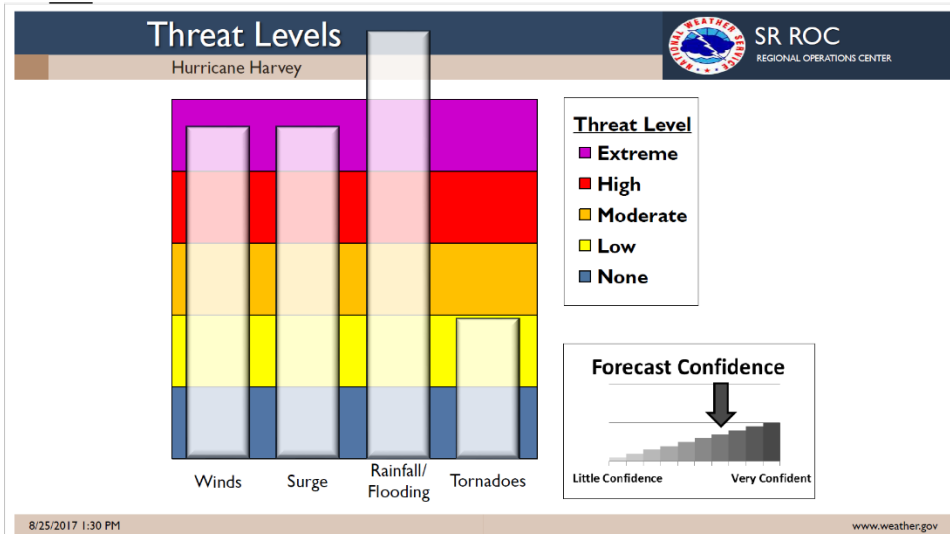 Threat Levels
Hurricane Harvey
NATIONAL WEATHER SERVICE
SR ROC
REGIONAL OPERATIONS CENTER
Threat Level
Extreme
High
Moderate
Low
None
Forecast Confidence
Little Confidence
Very Confident
Winds
Surge
Rainfall/
Flooding
Tornadoes
8/25/2017 1:30 PM
www.weather.gov